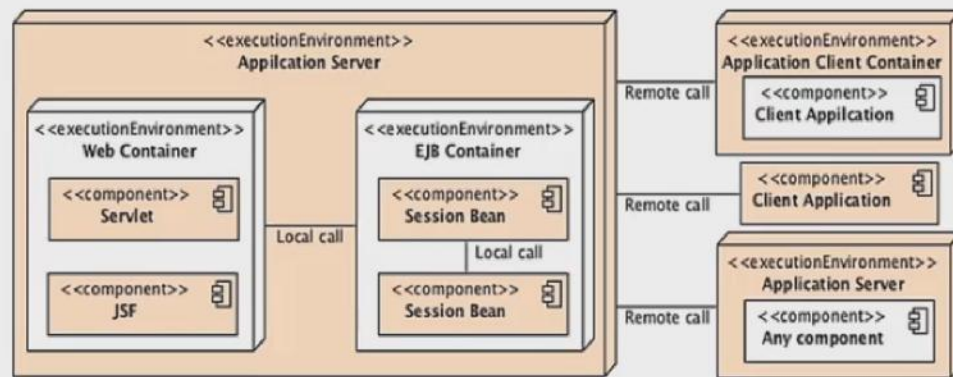 <<executionEnvironment>>
Appilcation Server
<<executionEnvironment>>
Web Container
<<component>>
Servlet
<<component>>
JSF
Local call
<<executionEnvironment>>
EJB Container
<<component>>
Session Bean
Local call
<<component>>
Session Bean
Remote call
<<executionEnvironment>>
Application Client Container
<<component>>
Client Appilcation
Remote call
<<component>>
Client Application
Remote call
<<executionEnvironment>>
Application Server
<<component>>
Any component